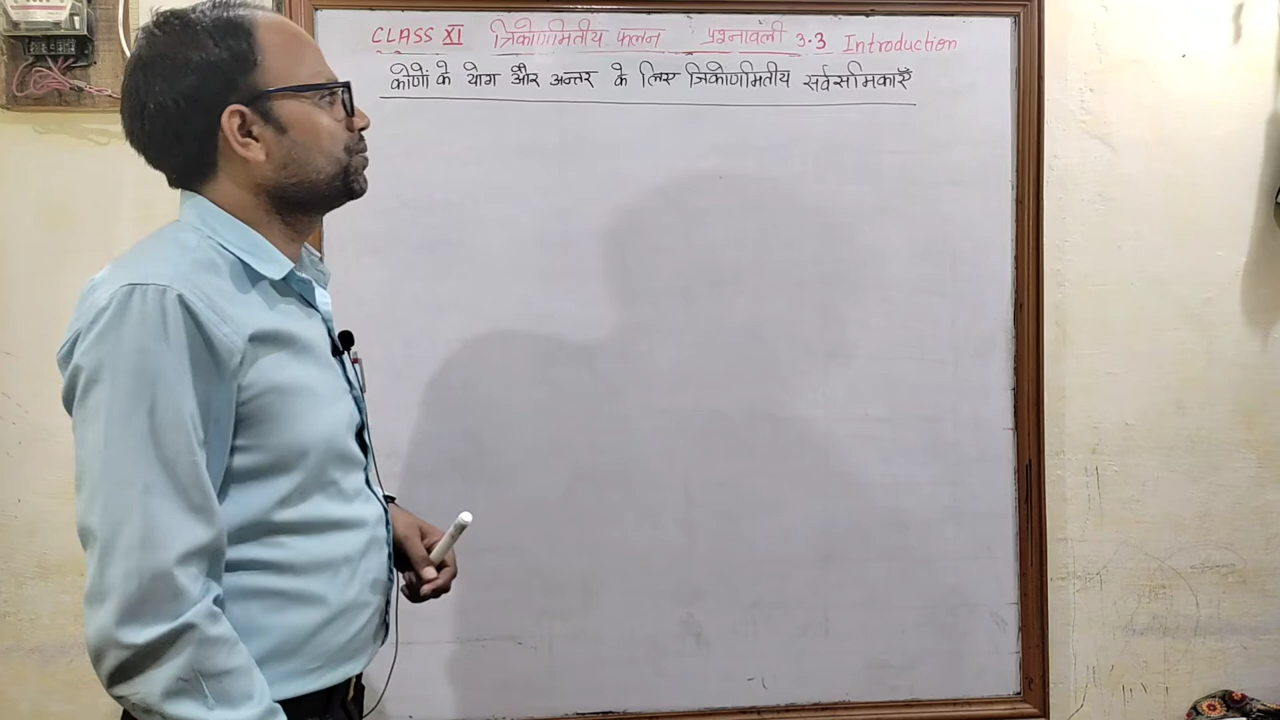 CLASS XI त्रिकोणमितीय फलन प्रश्नावली 3.3 Introduction
कोणों के योग और अन्तर के लिए त्रिकोणमितीय सर्वसमिकाएँ